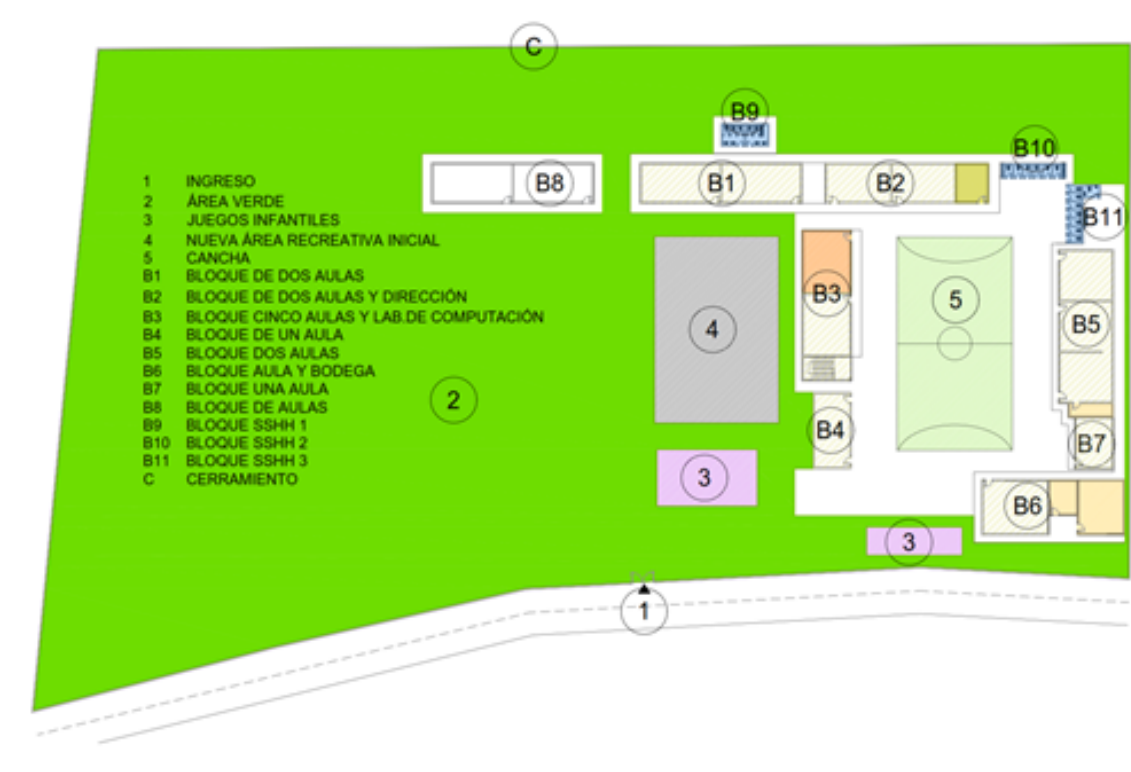 C
B9
B10
B8
B1
B2
B11
1 INGRESO
2 ÁREA VERDE
3 JUEGOS INFANTILES
4 NUEVA ÁREA RECREATIVA INICIAL
5 CANCHA
B1 BLOQUE DE DOS AULAS
B2 BLOQUE DE DOS AULAS Y DIRECCIÓN
B3 BLOQUE CINCO AULAS Y LAB.DE COMPUTACIÓN
B4 BLOQUE DE UN AULA
B5 BLOQUE DOS AULAS
B6 BLOQUE AULA Y BODEGA
B7 BLOQUE UNA AULA
B8 BLOQUE DE AULAS
B9 BLOQUE SSHH 1
B10 BLOQUE SSHH 2
B11 BLOQUE SSHH 3
C CERRAMIENTO
B3
5
4
B5
2
B4
B7
3
B6
3
1